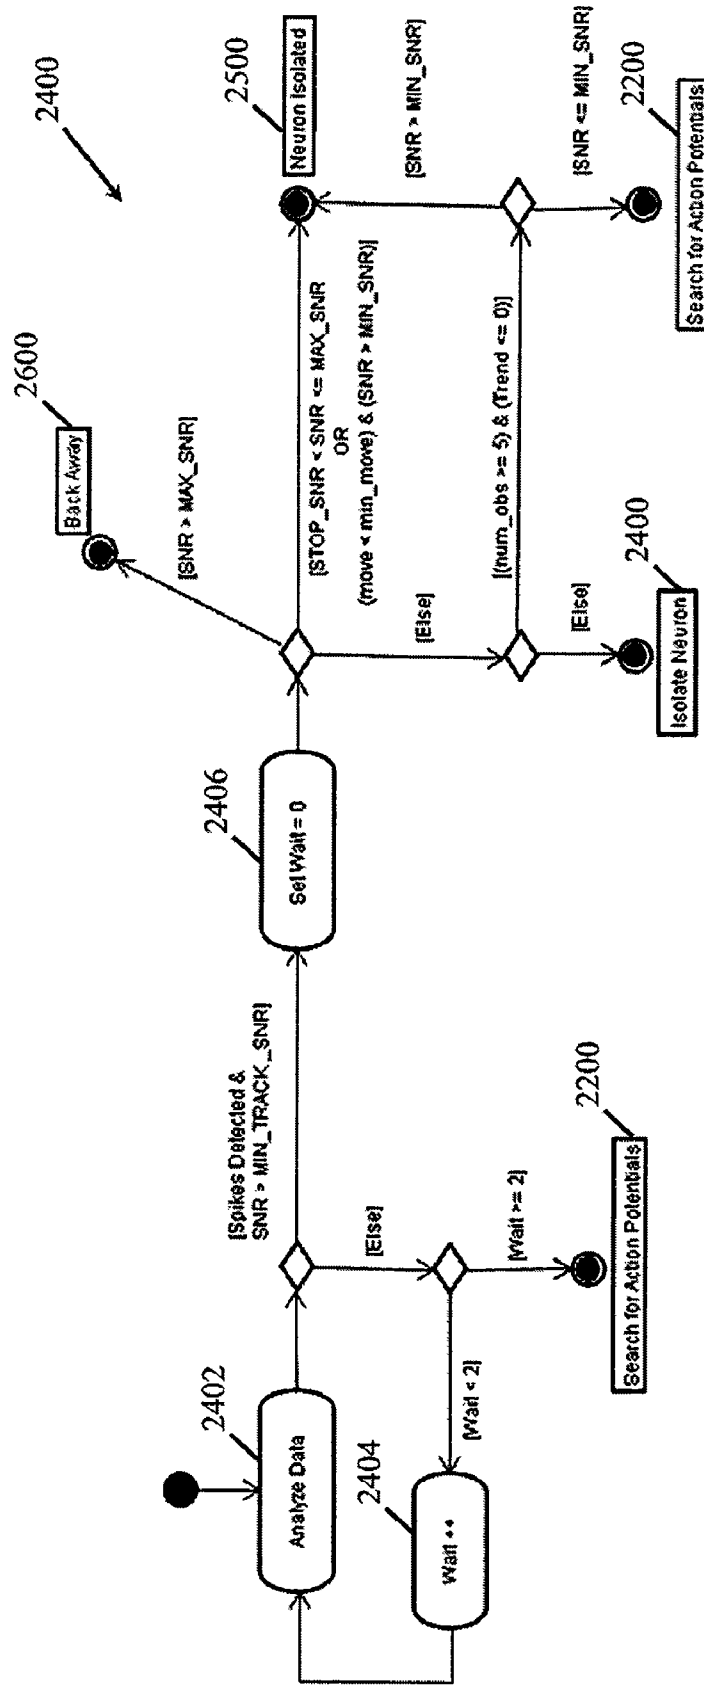 2400
2402
Analyze Data
2404
Wait ++
[Wait < 2]
[Spikes Detected &
SNR > MIN_TRACK_SNR]
[Else]
[Wait >= 2]
2200
Search for Action Potentials
2406
Set Wait = 0
2600
Back Away
[SNR > MAX_SNR]
[STOP_SNR < SNR <= MAX_SNR
OR
(move < min_move) & (SNR > MIN_SNR)]
2500
Neuron Isolated
[Else]
[(num_obs >= 5) & (Trend <= 0)]
[SNR > MIN_SNR]
[Else]
2400
Isolate Neuron
[SNR <= MIN_SNR]
2200
Search for Action Potentials